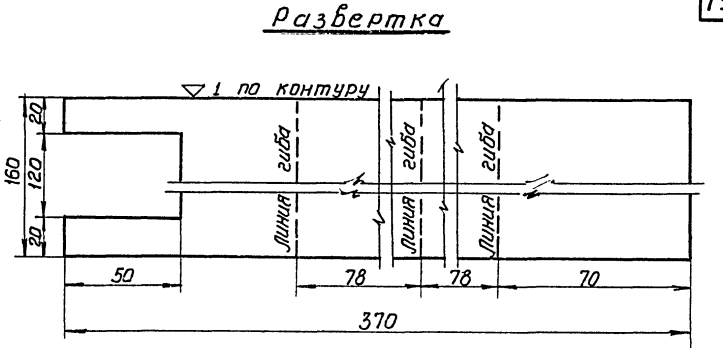 Развертка
1 по контуру
20
120
20
160
Линия гиба
Линия гиба
Линия гиба
50
78
78
70
370